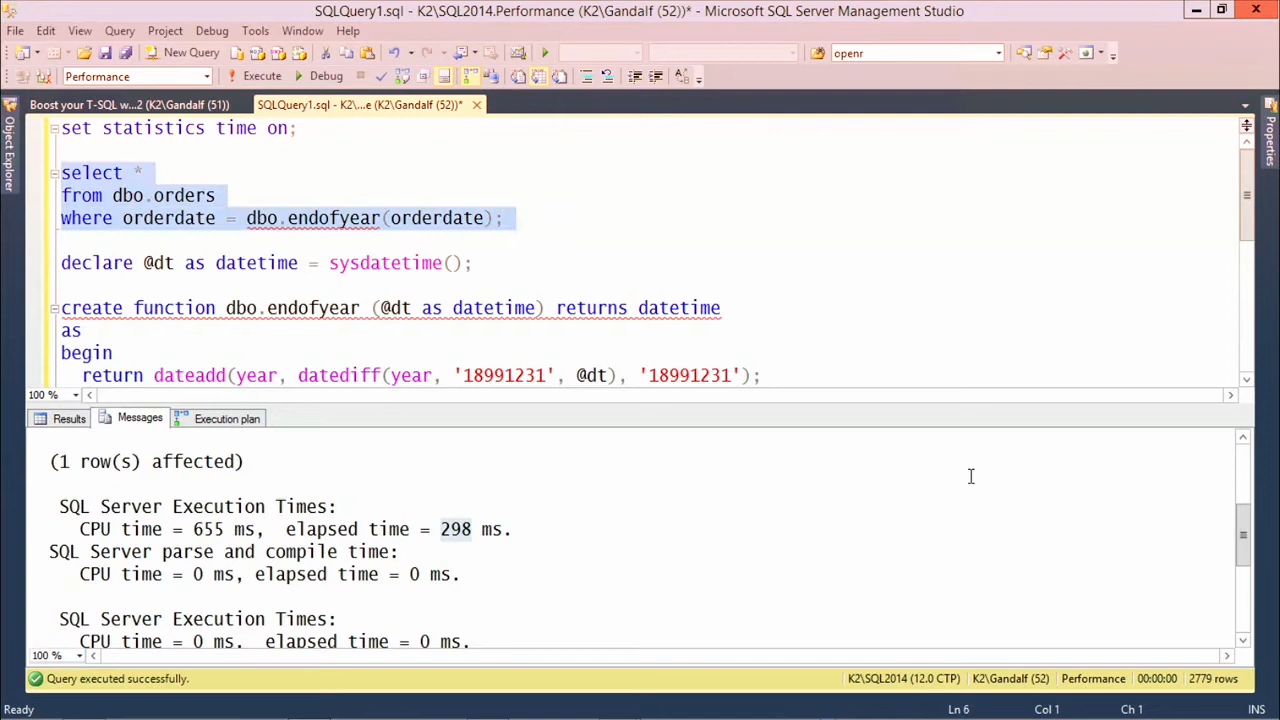 SQLQuery1.sql - K2\SQL2014.Performance (K2\Gandalf (52))* - Microsoft SQL Server Management Studio
File Edit View Query Project Debug Tools Window Help
New Query openr
Performance Execute Debug
Boost your T-SQL w...2 (K2\Gandalf (51)) SQLQuery1.sql - K2\...e (K2\Gandalf (52))*
Object Explorer
Properties
set statistics time on;
select *
from dbo.orders
where orderdate = dbo.endofyear(orderdate);
declare @dt as datetime = sysdatetime();
create function dbo.endofyear (@dt as datetime) returns datetime
as
begin
return dateadd(year, datediff(year, '18991231', @dt), '18991231');
100 %
Results Messages Execution plan
(1 row(s) affected)
SQL Server Execution Times:
CPU time = 655 ms, elapsed time = 298 ms.
SQL Server parse and compile time:
CPU time = 0 ms, elapsed time = 0 ms.
SQL Server Execution Times:
CPU time = 0 ms, elapsed time = 0 ms.
100 %
Query executed successfully. K2\SQL2014 (12.0 CTP) K2\Gandalf (52) Performance 00:00:00 2779 rows
Ready Ln 6 Col 1 Ch 1 INS